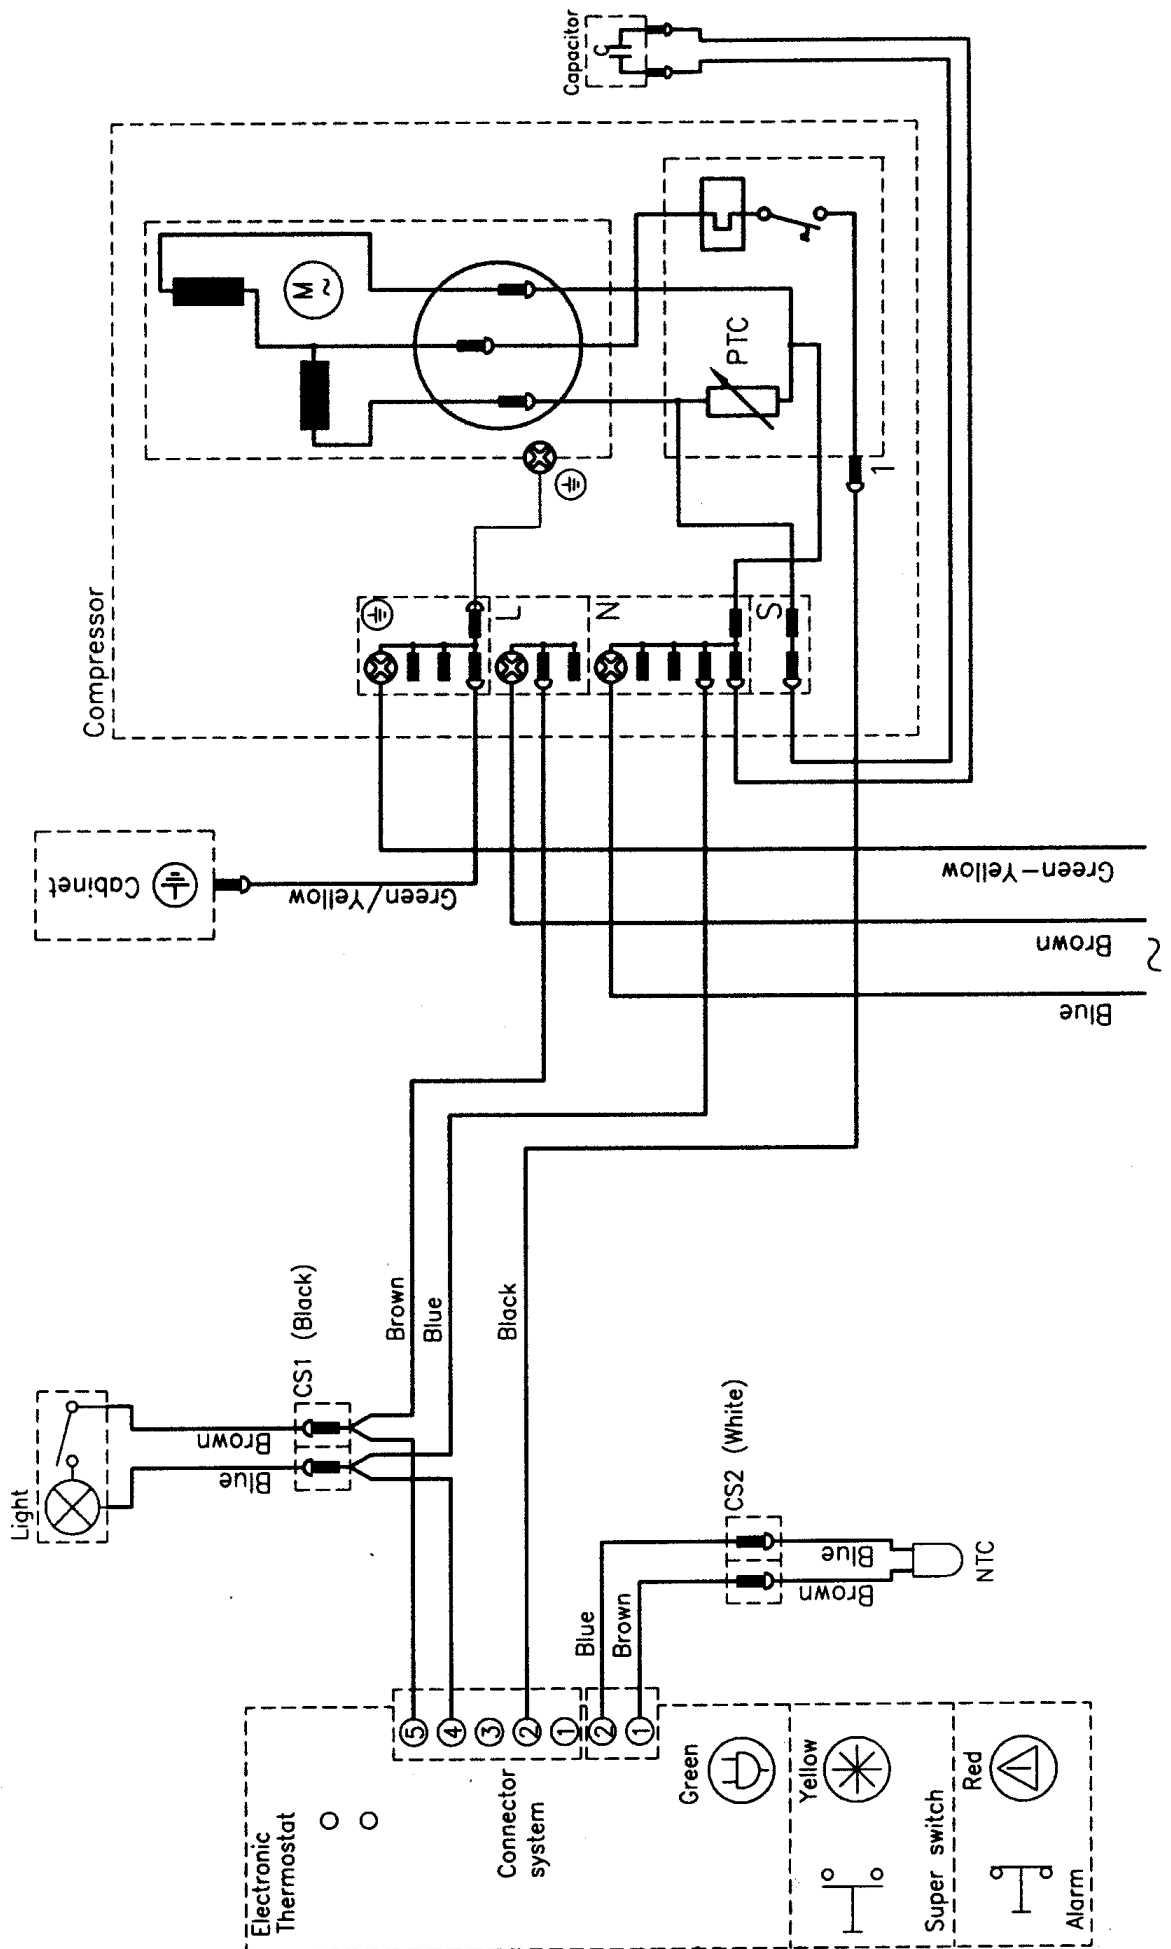 Capacitor
C
Compressor
M
~
PTC
1
L
N
S
Cabinet
Green/Yellow
Green-Yellow
Brown
Blue
~
Light
Brown
Blue
CS1 (Black)
Brown
Blue
Black
CS2 (White)
Blue
Brown
NTC
Blue
Brown
Electronic
Thermostat
5
4
3
2
1
2
1
Connector
system
Green
Yellow
Super switch
Red
Alarm